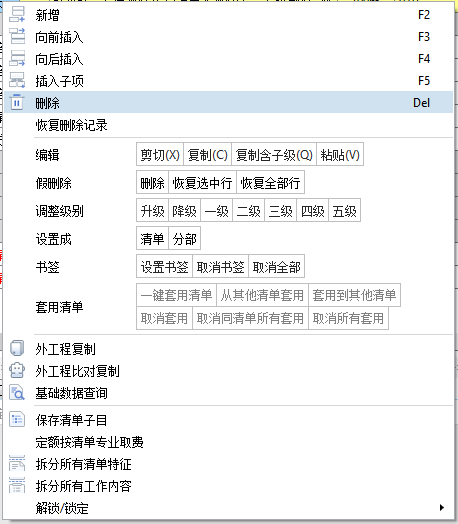 新增 F2
向前插入 F3
向后插入 F4
插入子项 F5
删除 Del
恢复删除记录
编辑 剪切(X) 复制(C) 复制含子级(Q) 粘贴(V)
假删除 删除 恢复选中行 恢复全部行
调整级别 升级 降级 一级 二级 三级 四级 五级
设置成 清单 分部
书签 设置书签 取消书签 取消全部
套用清单 一键套用清单 从其他清单套用 套用到其他清单
取消套用 取消同清单所有套用 取消所有套用
外工程复制
外工程比对复制
基础数据查询
保存清单子目
定额按清单专业取费
拆分所有清单特征
拆分所有工作内容
解锁/锁定